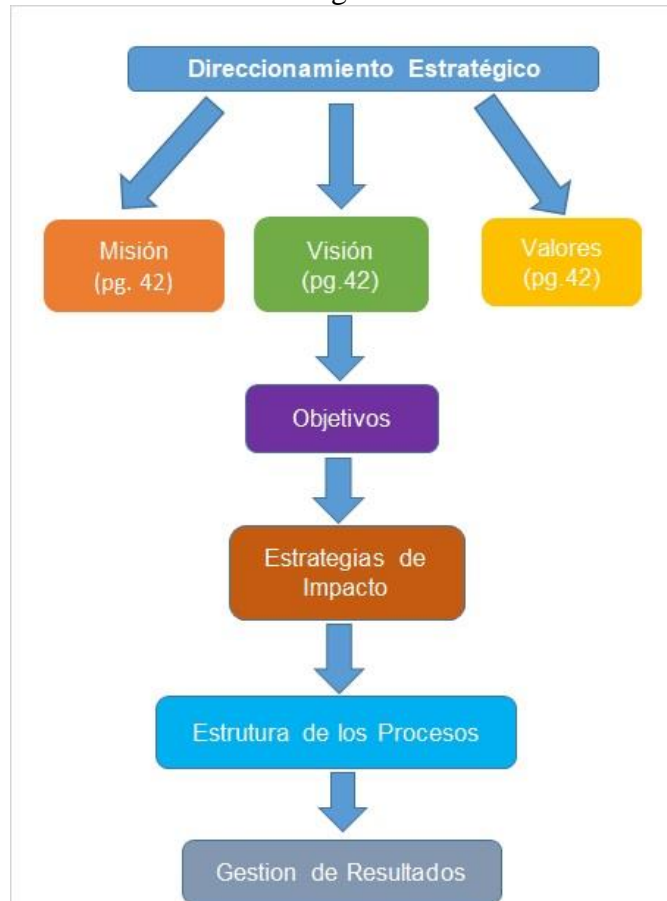 Direccionamiento Estratégico
Misión
(pg. 42)
Visión
(pg.42)
Valores
(pg.42)
Objetivos
Estrategias de
Impacto
Estrutura de los Procesos
Gestion de Resultados